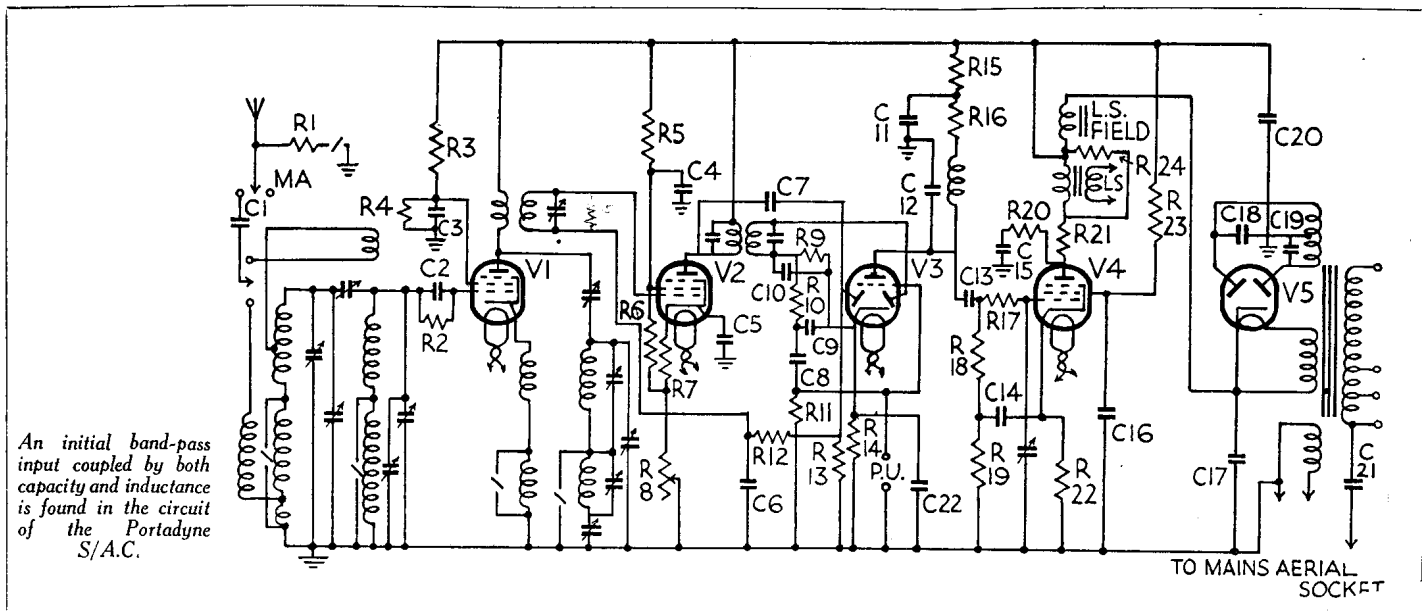 R1
MA
C1
R3
R4
C3
C2
R2
V1
R5
C4
R6
V2
C5
R7
R
8
C7
R9
C10
R
10
C9
C8
R11
R12
C6
R
13
R
14
V3
P.U.
C22
R15
R16
C
11
C
12
C13
R17
R
18
C14
R
19
R20
C
15
R21
V4
R
22
L.S.
FIELD
R 24
LS
R
23
C16
C20
C18
C19
V5
C17
C
21
TO MAINS AERIAL
SOCKET
An initial band-pass
input coupled by both
capacity and inductance
is found in the circuit
of the Portadyne
S/A.C.